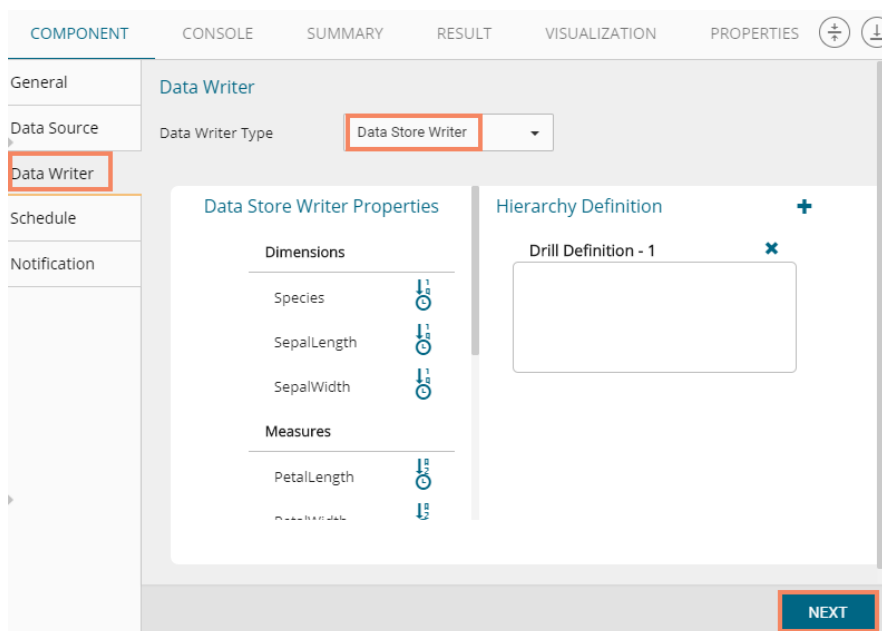 COMPONENT CONSOLE SUMMARY RESULT VISUALIZATION PROPERTIES
General
Data Source
Data Writer
Schedule
Notification
Data Writer
Data Writer Type Data Store Writer
Data Store Writer Properties
Dimensions
Species
SepalLength
SepalWidth
Measures
PetalLength
PetalWidth
Hierarchy Definition
Drill Definition - 1
NEXT